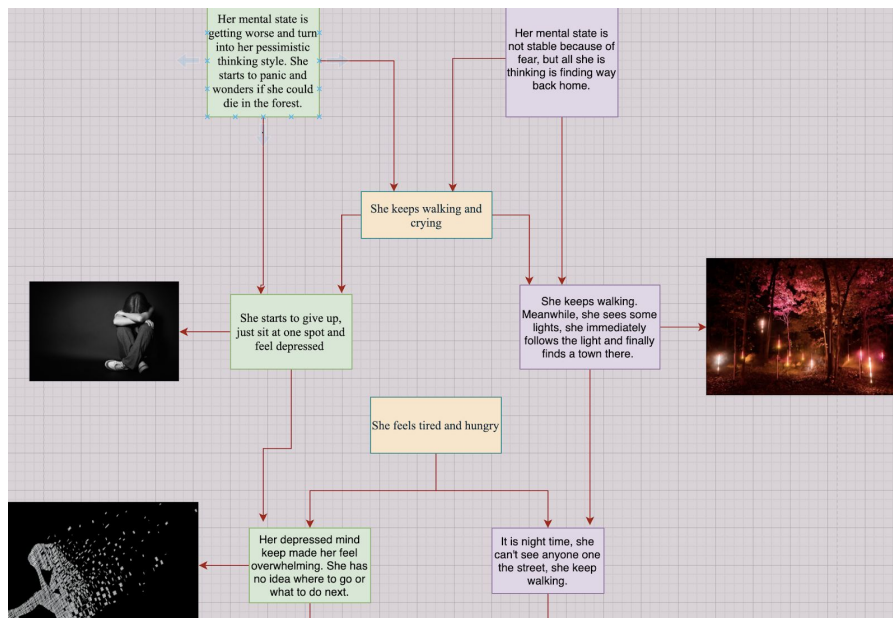 Her mental state is
getting worse and turn
into her pessimistic
thinking style. She
starts to panic and
wonders if she could
die in the forest.
Her mental state is
not stable because of
fear, but all she is
thinking is finding way
back home.
She keeps walking and
crying
She starts to give up,
just sit at one spot and
feel depressed
She keeps walking.
Meanwhile, she sees some
lights, she immediately
follows the light and finally
finds a town there.
She feels tired and hungry
Her depressed mind
keep made her feel
overwhelming. She has
no idea where to go or
what to do next.
It is night time, she
can't see anyone one
the street, she keep
walking.